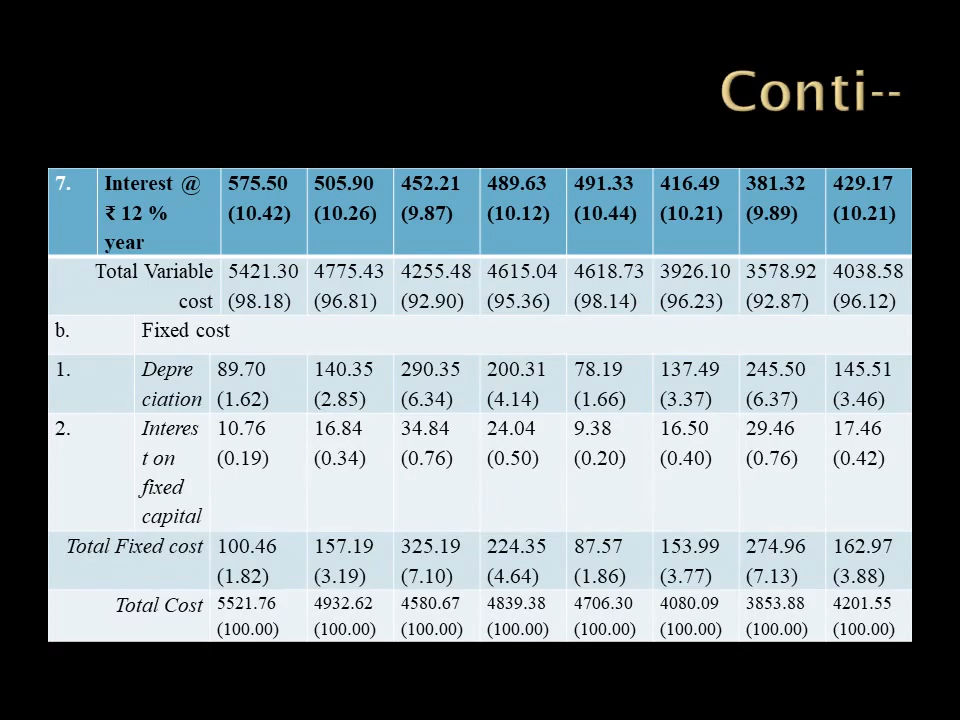 Conti--
7. Interest @ 575.50 505.90 452.21 489.63 491.33 416.49 381.32 429.17
₹ 12 % (10.42) (10.26) (9.87) (10.12) (10.44) (10.21) (9.89) (10.21)
year
Total Variable 5421.30 4775.43 4255.48 4615.04 4618.73 3926.10 3578.92 4038.58
cost (98.18) (96.81) (92.90) (95.36) (98.14) (96.23) (92.87) (96.12)
b. Fixed cost
1. Depre 89.70 140.35 290.35 200.31 78.19 137.49 245.50 145.51
ciation (1.62) (2.85) (6.34) (4.14) (1.66) (3.37) (6.37) (3.46)
2. Interes 10.76 16.84 34.84 24.04 9.38 16.50 29.46 17.46
t on (0.19) (0.34) (0.76) (0.50) (0.20) (0.40) (0.76) (0.42)
fixed
capital
Total Fixed cost 100.46 157.19 325.19 224.35 87.57 153.99 274.96 162.97
(1.82) (3.19) (7.10) (4.64) (1.86) (3.77) (7.13) (3.88)
Total Cost 5521.76 4932.62 4580.67 4839.38 4706.30 4080.09 3853.88 4201.55
(100.00) (100.00) (100.00) (100.00) (100.00) (100.00) (100.00) (100.00)